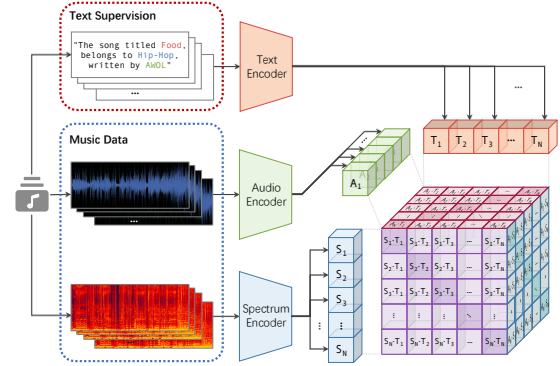 Text Supervision
"The song titled Food,
belongs to Hip-Hop,
written by AWOL"
...
Text
Encoder
...
T1 T2 T3 ... TN
Music Data
...
Audio
Encoder
...
A1
...
Spectrum
Encoder
S1
S2
S3
⋮ ⋮
SN
S1·T1 S1·T2 S1·T3 ... S1·TN
S2·T1 S2·T2 S2·T3 ... S2·TN
S3·T1 S3·T2 S3·T3 ... S3·TN
⋮ ⋮ ⋮ ⋱ ⋮
SN·T1 SN·T2 SN·T3 ... SN·TN